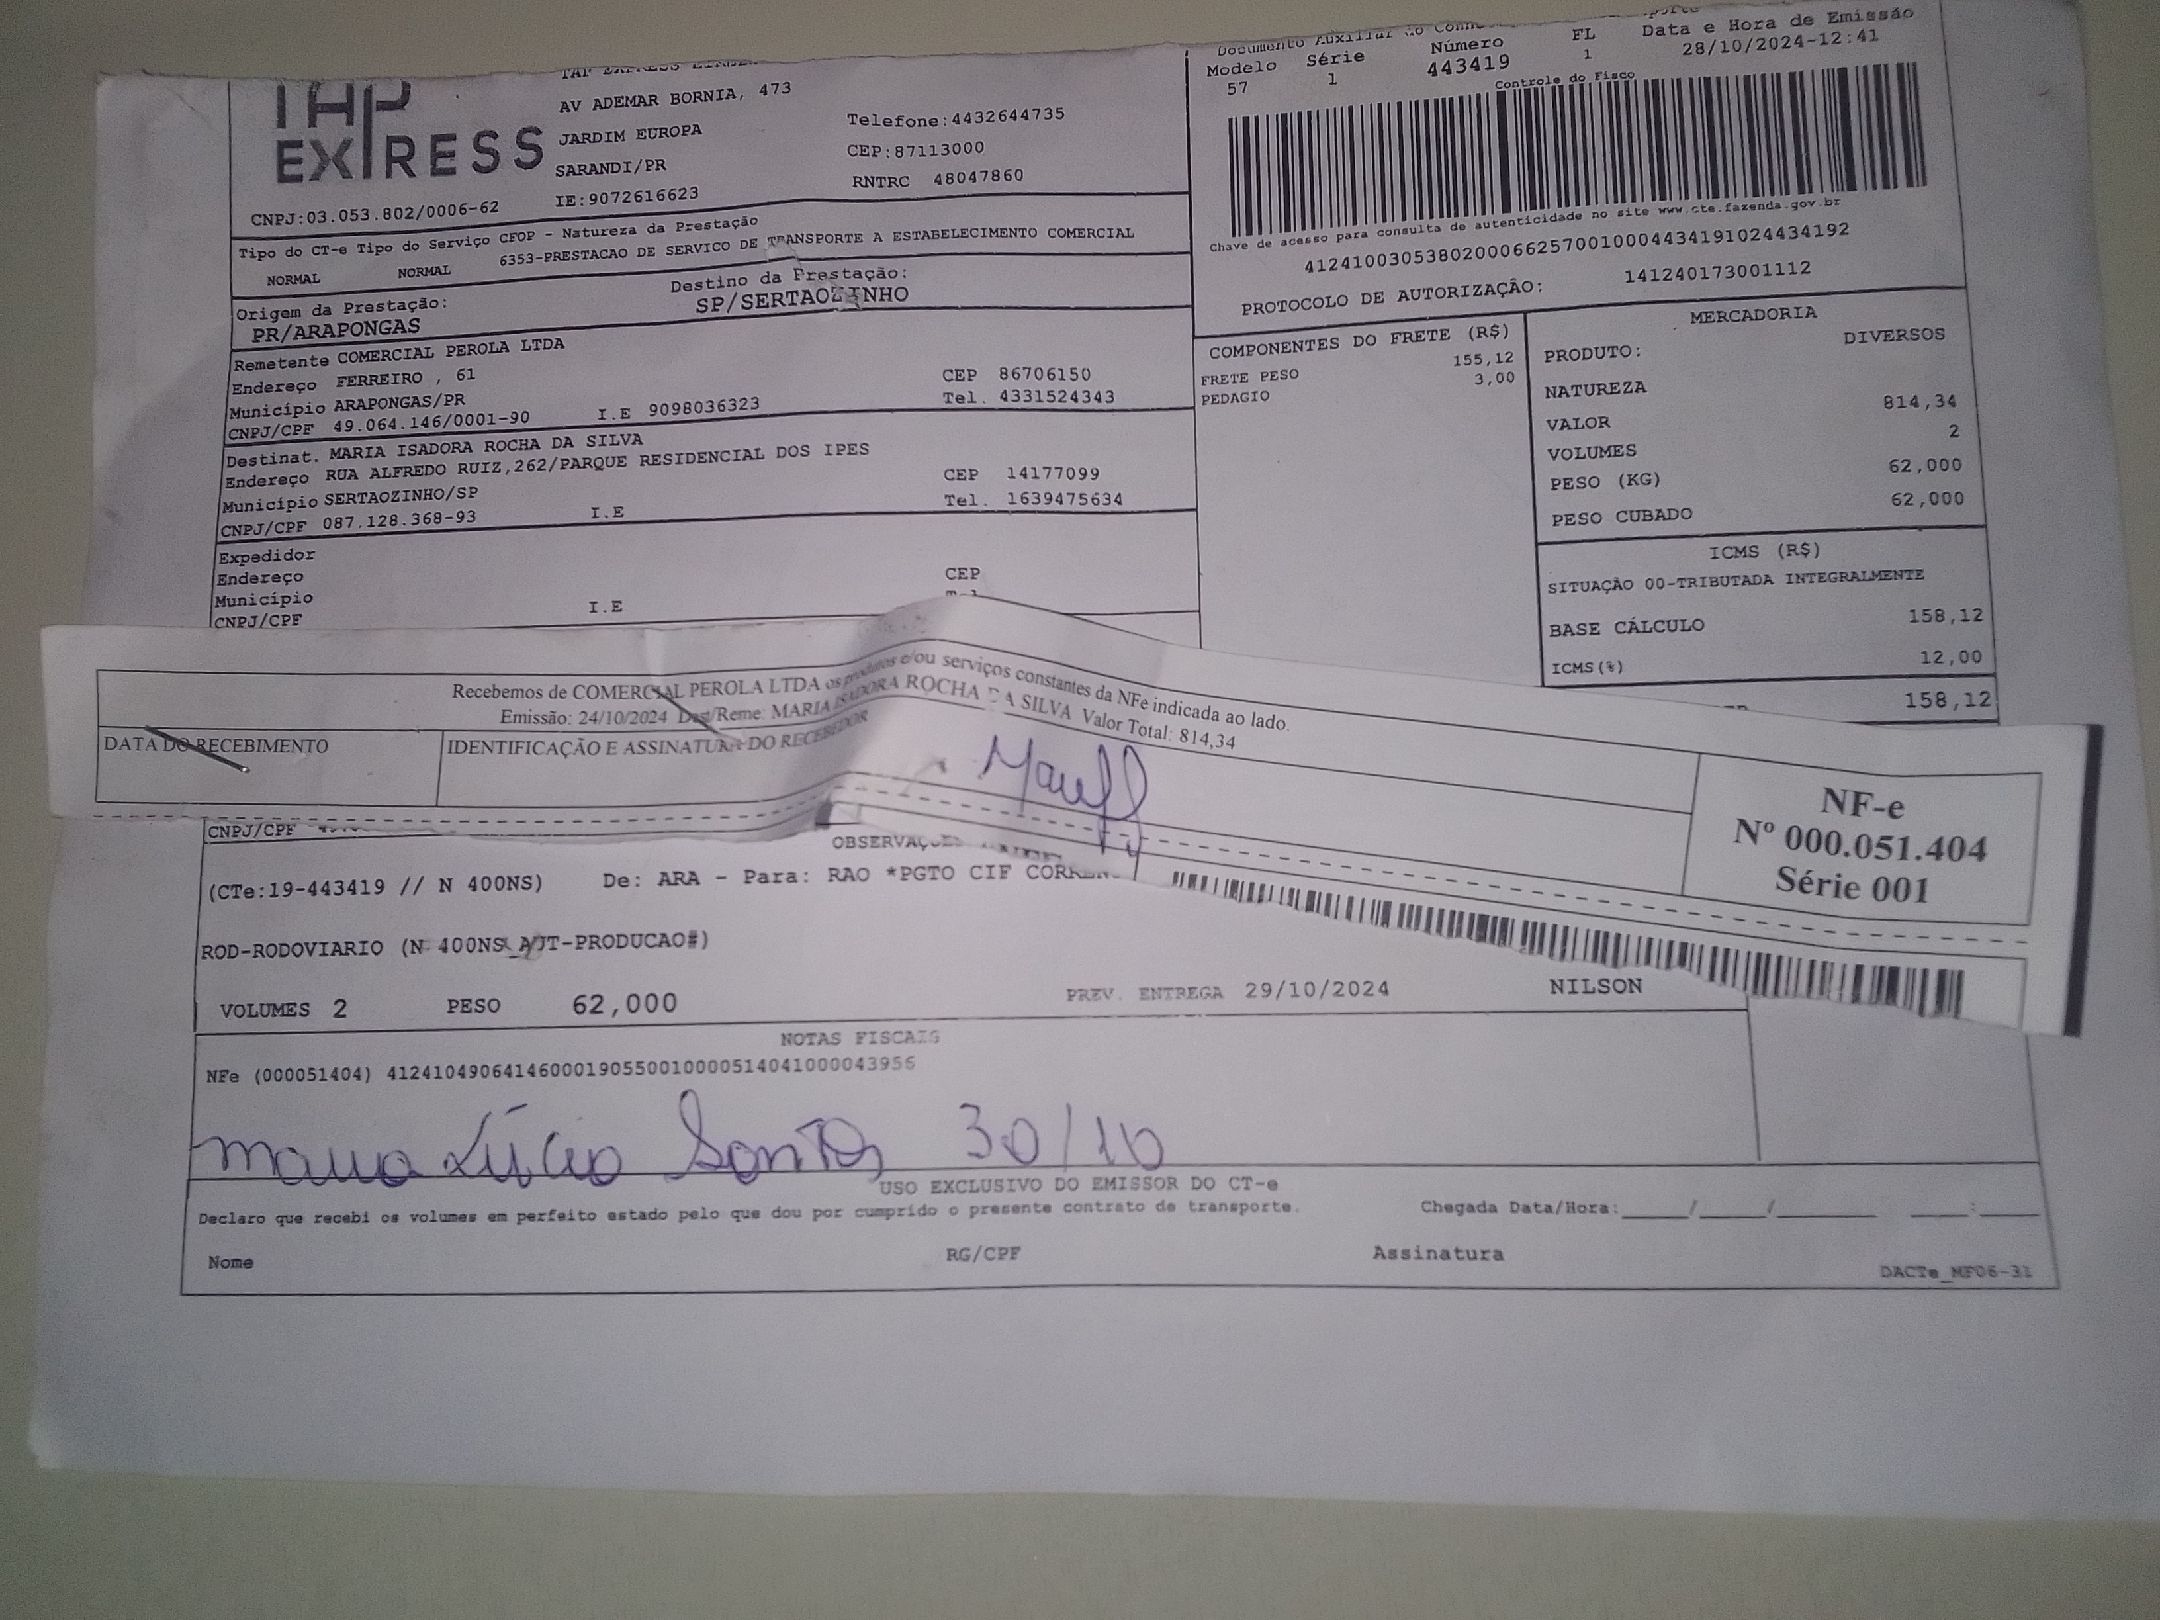 TAP EXPRESS
AV ADEMAR BORNIA, 473
JARDIM EUROPA
SARANDI/PR
IE:9072616623
Telefone:4432644735
CEP:87113000
RNTRC 48047860
CNPJ:03.053.802/0006-62
Modelo Série Número FL Data e Hora de Emissão
57 1 443419 1 28/10/2024-12:41
Controle do Fisco
Chave de acesso para consulta de autenticidade no site www.cte.fazenda.gov.br
41241003053802000662570010004434191024434192
PROTOCOLO DE AUTORIZAÇÃO: 141240173001112
Tipo do CT-e Tipo do Serviço CFOP - Natureza da Prestação
NORMAL NORMAL 6353-PRESTACAO DE SERVICO DE TRANSPORTE A ESTABELECIMENTO COMERCIAL
Origem da Prestação: Destino da Prestação:
PR/ARAPONGAS SP/SERTAOZINHO
Remetente COMERCIAL PEROLA LTDA
Endereço FERREIRO , 61 CEP 86706150
Município ARAPONGAS/PR Tel. 4331524343
CNPJ/CPF 49.064.146/0001-90 I.E 9098036323
Destinat. MARIA ISADORA ROCHA DA SILVA
Endereço RUA ALFREDO RUIZ,262/PARQUE RESIDENCIAL DOS IPES CEP 14177099
Município SERTAOZINHO/SP Tel. 1639475634
CNPJ/CPF 087.128.368-93 I.E
Expedidor
Endereço CEP
Município
CNPJ/CPF I.E
COMPONENTES DO FRETE (R$)
FRETE PESO 155,12
PEDAGIO 3,00
MERCADORIA
PRODUTO: DIVERSOS
NATUREZA
VALOR 814,34
VOLUMES 2
PESO (KG) 62,000
PESO CUBADO 62,000
ICMS (R$)
SITUAÇÃO 00-TRIBUTADA INTEGRALMENTE
BASE CÁLCULO 158,12
ICMS(%) 12,00
158,12
Recebemos de COMERCIAL PEROLA LTDA os produtos e/ou serviços constantes da NFe indicada ao lado.
Emissão: 24/10/2024 Dest/Reme: MARIA ISADORA ROCHA DA SILVA Valor Total: 814,34
DATA DO RECEBIMENTO IDENTIFICAÇÃO E ASSINATURA DO RECEBEDOR
NF-e
Nº 000.051.404
Série 001
CNPJ/CPF
OBSERVAÇÕES
(CTe:19-443419 // N 400NS) De: ARA - Para: RAO *PGTO CIF
ROD-RODOVIARIO (N 400NS_AJT-PRODUCAO#)
VOLUMES 2 PESO 62,000 PREV. ENTREGA 29/10/2024 NILSON
NOTAS FISCAIS
NFe (000051404) 41241049064146000190550010000514041000043956
Maria Lúcia Santos 30/10
USO EXCLUSIVO DO EMISSOR DO CT-e
Declaro que recebi os volumes em perfeito estado pelo que dou por cumprido o presente contrato de transporte. Chegada Data/Hora:____/____/____ ___:___
Nome RG/CPF Assinatura
DACTe_MF06-31